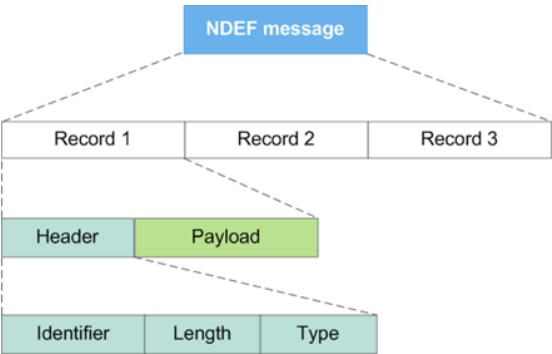 NDEF message
Record 1 Record 2 Record 3
Header Payload
Identifier Length Type